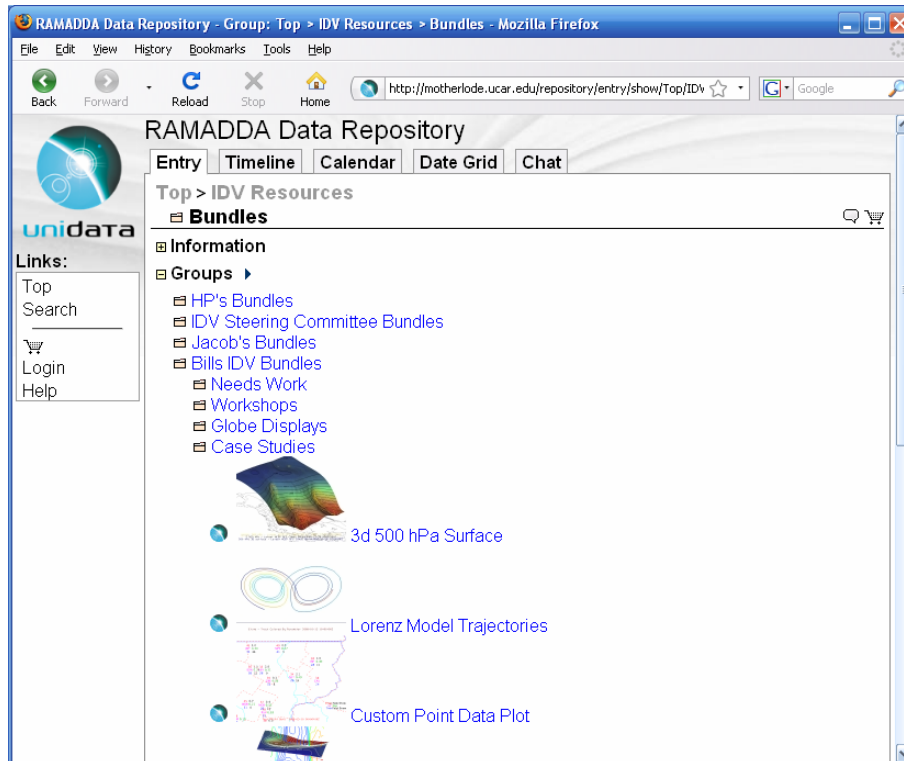 RAMADDA Data Repository - Group: Top > IDV Resources > Bundles - Mozilla Firefox
File Edit View History Bookmarks Tools Help
Back Forward Reload Stop Home http://motherlode.ucar.edu/repository/entry/show/Top/IDV G Google
unidata
RAMADDA Data Repository
Entry Timeline Calendar Date Grid Chat
Top > IDV Resources
Bundles
Links:
Top
Search
Login
Help
Information
Groups
HP's Bundles
IDV Steering Committee Bundles
Jacob's Bundles
Bills IDV Bundles
Needs Work
Workshops
Globe Displays
Case Studies
3d 500 hPa Surface
Lorenz Model Trajectories
Custom Point Data Plot